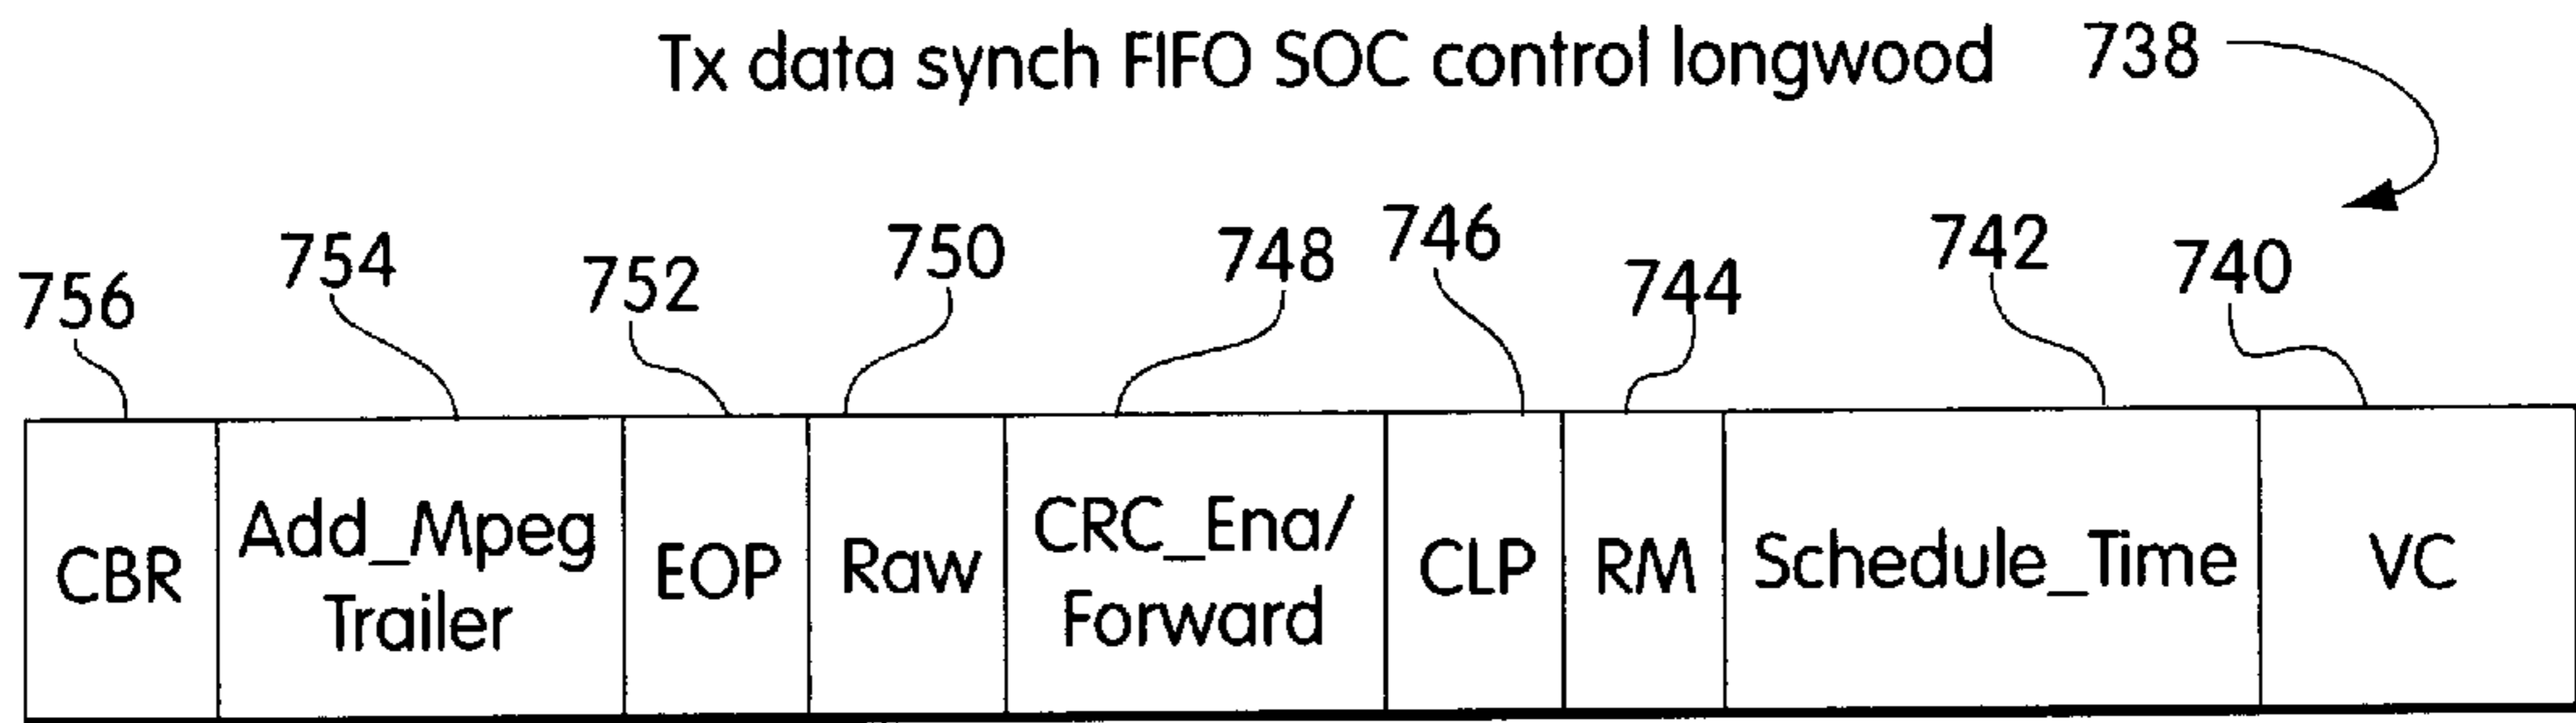 Tx data synch FIFO SOC control longwood 738
756 754 752 750 748 746 744 742 740
CBR Add_Mpeg Trailer EOP Raw CRC_Ena/ Forward CLP RM Schedule_Time VC